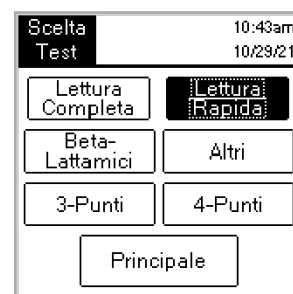 Scelta 10:43am
Test 10/29/21
Lettura Lettura
Completa Rapida
Beta- Altri
Lattamici
3-Punti 4-Punti
Principale